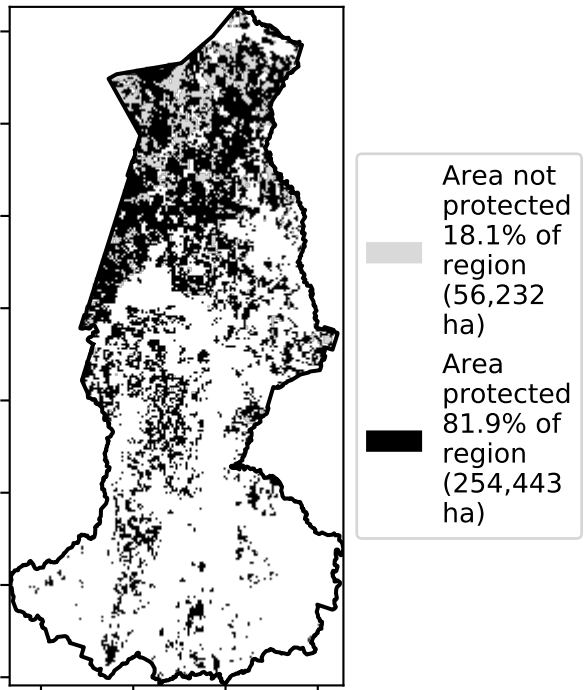 Area not
protected
18.1% of
region
(56,232
ha)
Area
protected
81.9% of
region
(254,443
ha)